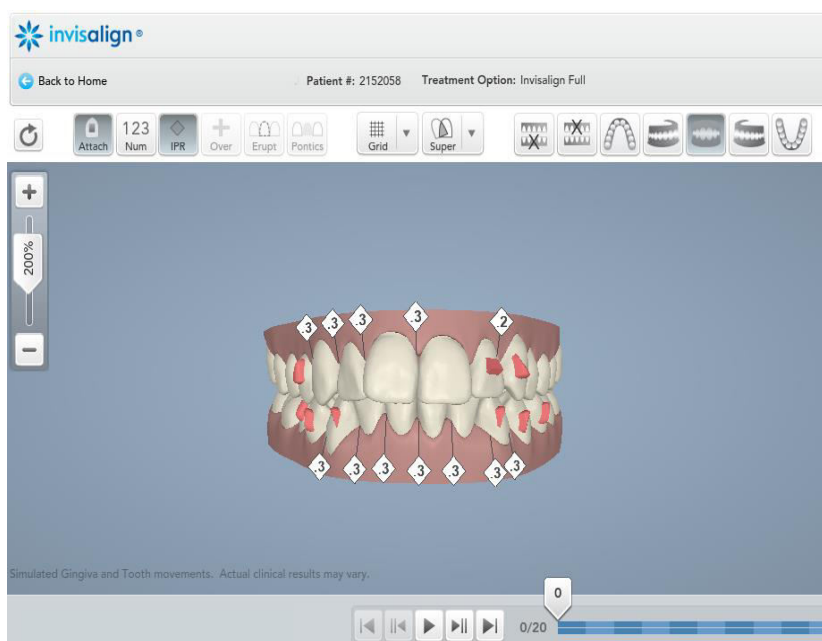 invisalign ®
Back to Home Patient #: 2152058 Treatment Option: Invisalign Full
Attach 123 Num IPR Over Erupt Pontics Grid Super
+
200%
−
.3 .3 .3 .3 .2
.3 .3 .3 .3 .3 .3 .3
Simulated Gingiva and Tooth movements. Actual clinical results may vary.
0
0/20